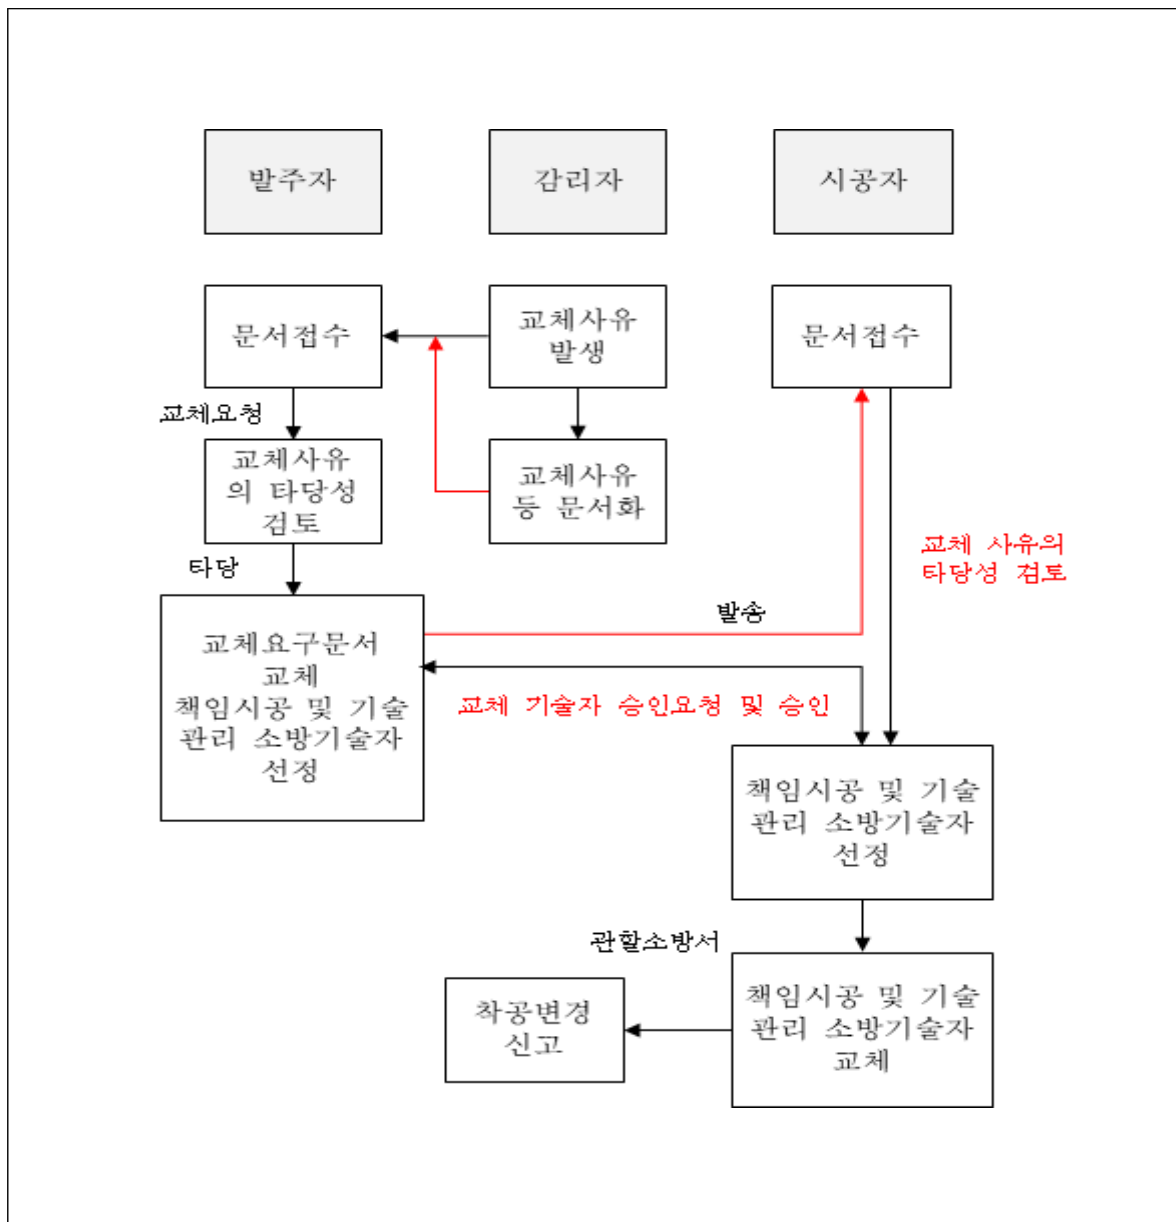 발주자
감리자
시공자
문서접수
교체사유
발생
문서접수
교체요청
교체사유
의 타당성
검토
교체사유
등 문서화
교체 사유의
타당성 검토
타당
발송
교체요구문서
교체
책임시공 및 기술
관리 소방기술자
선정
교체 기술자 승인요청 및 승인
책임시공 및 기술
관리 소방기술자
선정
관할소방서
착공변경
신고
책임시공 및 기술
관리 소방기술자
교체